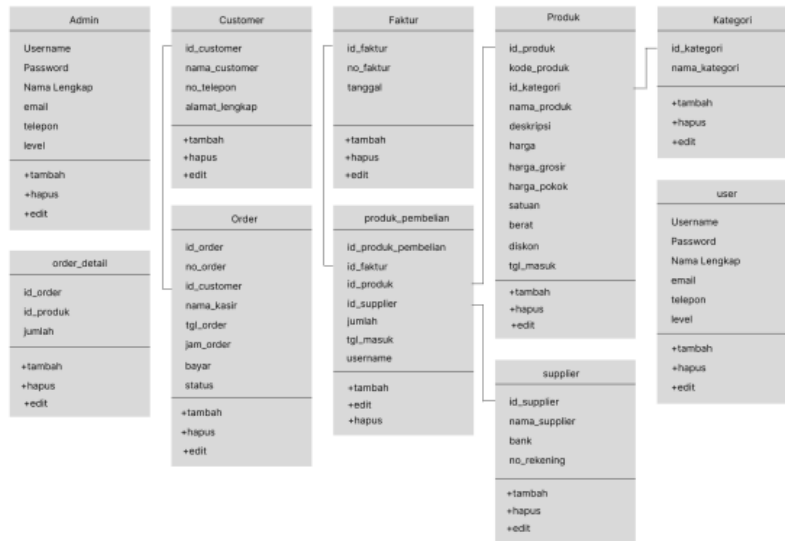 Admin
Username
Password
Nama Lengkap
email
telepon
level
+tambah
+hapus
+edit
order_detail
id_order
id_produk
jumlah
+tambah
+hapus
+edit
Customer
id_customer
nama_customer
no_telepon
alamat_lengkap
+tambah
+hapus
+edit
Order
id_order
no_order
id_customer
nama_kasir
tgl_order
jam_order
bayar
status
+tambah
+hapus
+edit
Faktur
id_faktur
no_faktur
tanggal
+tambah
+hapus
+edit
produk_pembelian
id_produk_pembelian
id_faktur
id_produk
id_supplier
jumlah
tgl_masuk
username
+tambah
+edit
+hapus
Produk
id_produk
kode_produk
id_kategori
nama_produk
deskripsi
harga
harga_grosir
harga_pokok
satuan
berat
diskon
tgl_masuk
+tambah
+hapus
+edit
supplier
id_supplier
nama_supplier
bank
no_rekening
+tambah
+hapus
+edit
Kategori
id_kategori
nama_kategori
+tambah
+hapus
+edit
user
Username
Password
Nama Lengkap
email
telepon
level
+tambah
+hapus
+edit